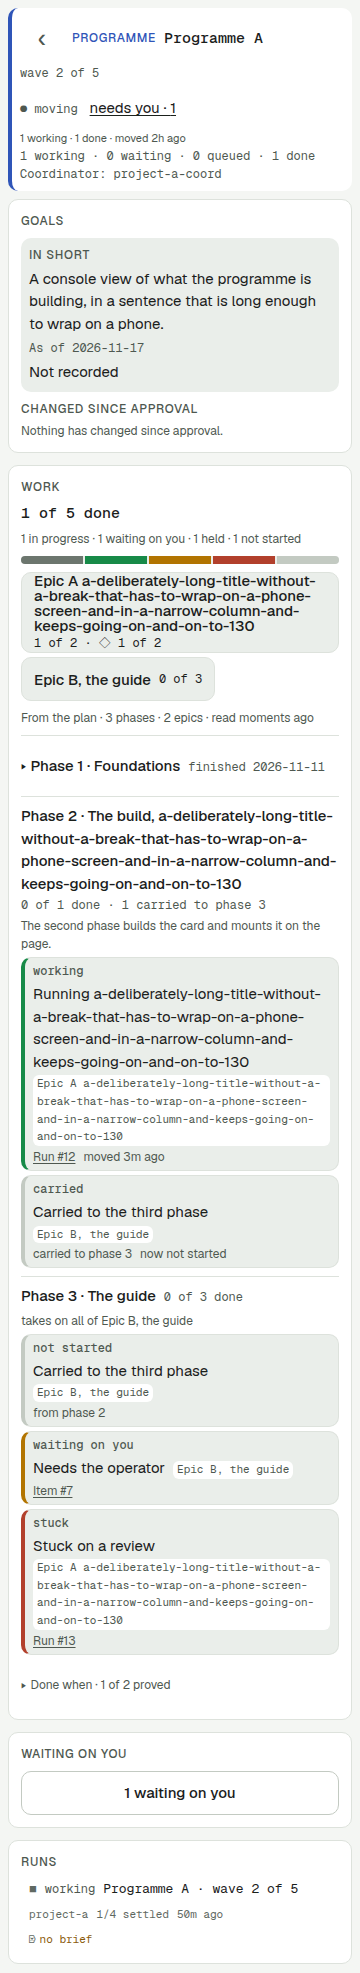 ‹ PROGRAMME Programme A
wave 2 of 5
● moving needs you · 1
1 working · 1 done · moved 2h ago
1 working · 0 waiting · 0 queued · 1 done
Coordinator: project-a-coord
GOALS
IN SHORT
A console view of what the programme is
building, in a sentence that is long enough
to wrap on a phone.
As of 2026-11-17
Not recorded
CHANGED SINCE APPROVAL
Nothing has changed since approval.
WORK
1 of 5 done
1 in progress · 1 waiting on you · 1 held · 1 not started
Epic A a-deliberately-long-title-without-
a-break-that-has-to-wrap-on-a-phone-
screen-and-in-a-narrow-column-and-
keeps-going-on-and-on-to-130
1 of 2 · ◇ 1 of 2
Epic B, the guide 0 of 3
From the plan · 3 phases · 2 epics · read moments ago
▸ Phase 1 · Foundations finished 2026-11-11
Phase 2 · The build, a-deliberately-long-title-
without-a-break-that-has-to-wrap-on-a-
phone-screen-and-in-a-narrow-column-and-
keeps-going-on-and-on-to-130
0 of 1 done · 1 carried to phase 3
The second phase builds the card and mounts it on the
page.
working
Running a-deliberately-long-title-without-
a-break-that-has-to-wrap-on-a-phone-
screen-and-in-a-narrow-column-and-
keeps-going-on-and-on-to-130
Epic A a-deliberately-long-title-without-a-
break-that-has-to-wrap-on-a-phone-screen-
and-in-a-narrow-column-and-keeps-going-on-
and-on-to-130
Run #12 moved 3m ago
carried
Carried to the third phase
Epic B, the guide
carried to phase 3 now not started
Phase 3 · The guide 0 of 3 done
takes on all of Epic B, the guide
not started
Carried to the third phase
Epic B, the guide
from phase 2
waiting on you
Needs the operator Epic B, the guide
Item #7
stuck
Stuck on a review
Epic A a-deliberately-long-title-without-a-
break-that-has-to-wrap-on-a-phone-screen-
and-in-a-narrow-column-and-keeps-going-on-
and-on-to-130
Run #13
▸ Done when · 1 of 2 proved
WAITING ON YOU
1 waiting on you
RUNS
■ working Programme A · wave 2 of 5
project-a 1/4 settled 50m ago
no brief